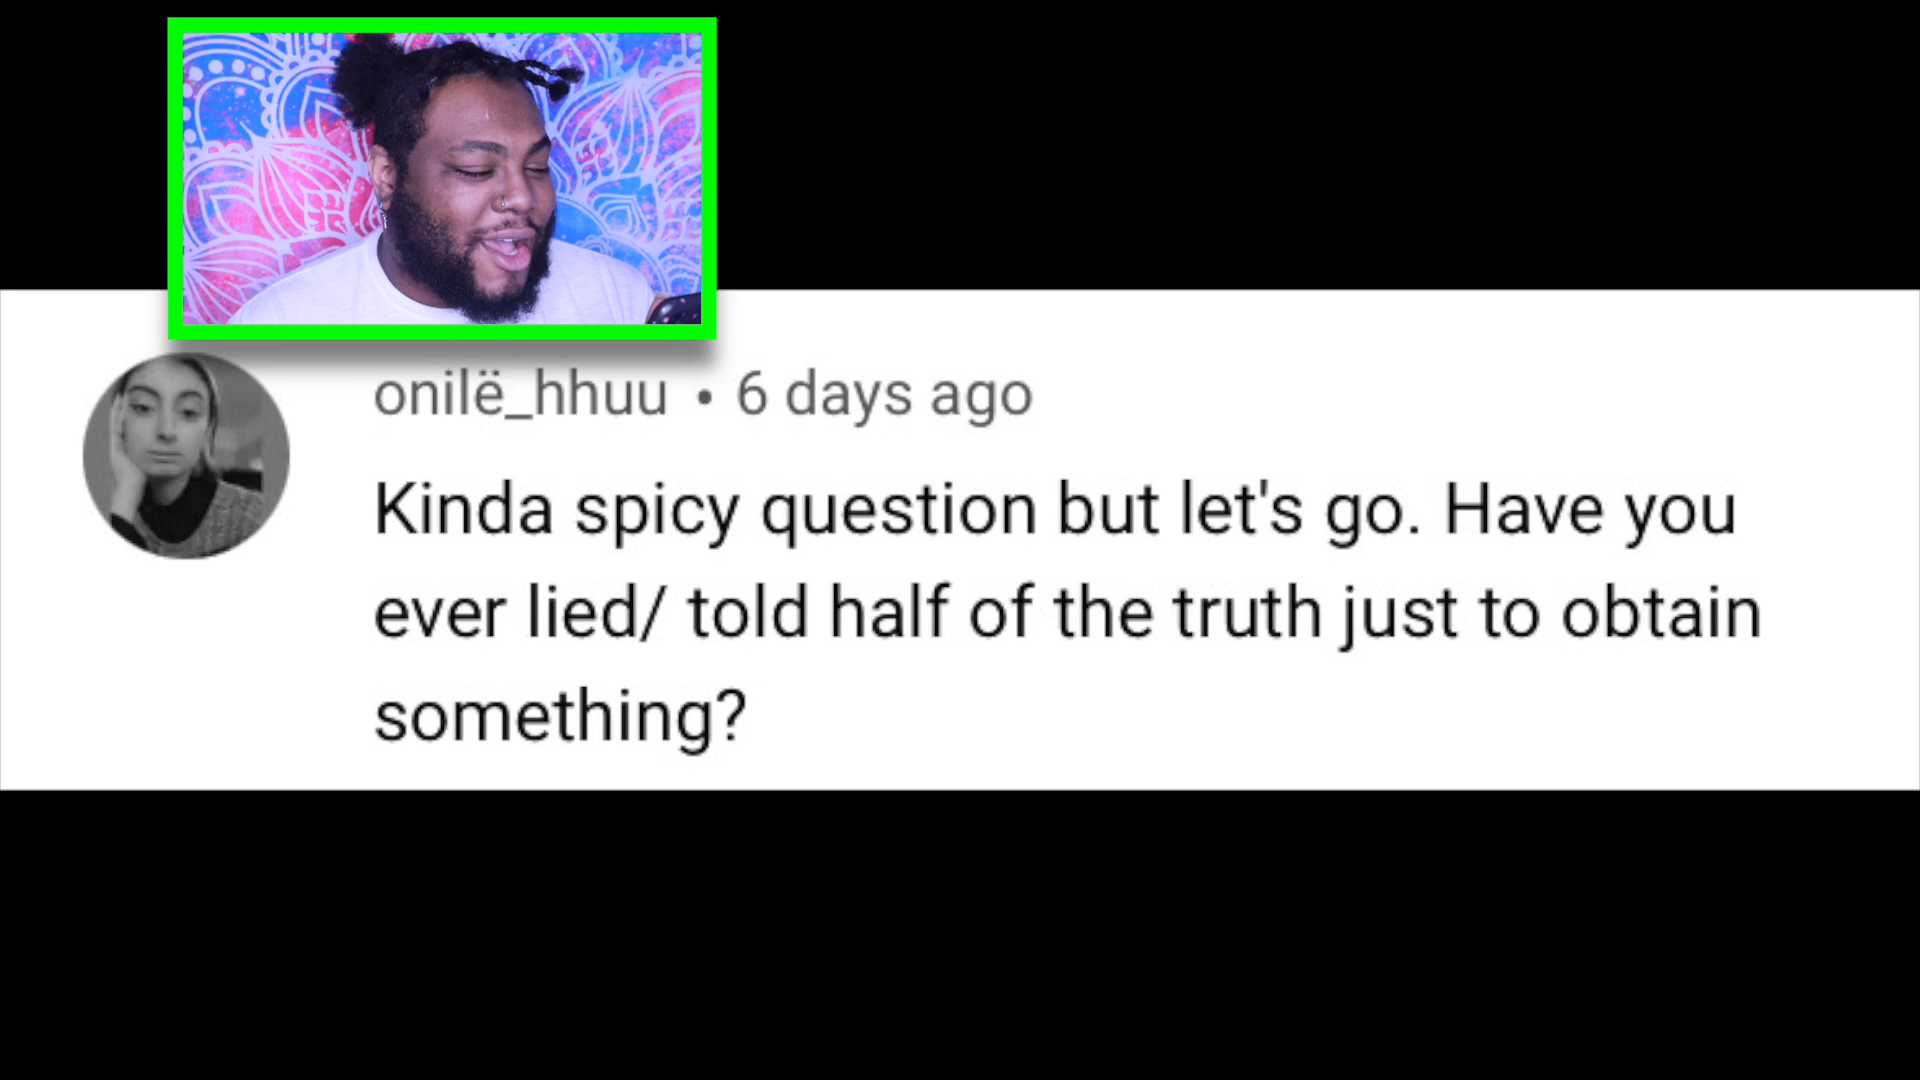 onilë_hhuu • 6 days ago
Kinda spicy question but let's go. Have you
ever lied/ told half of the truth just to obtain
something?